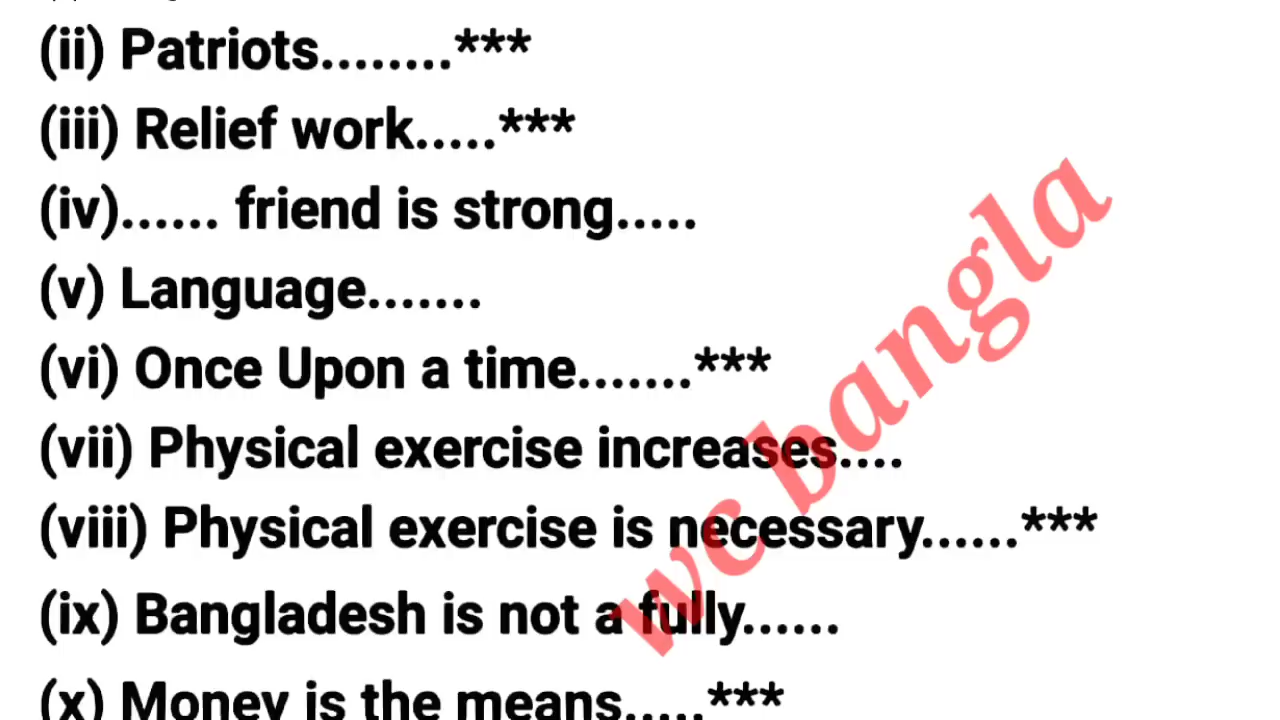 (ii) Patriots........***
(iii) Relief work.....***
(iv)...... friend is strong.....
(v) Language.......
(vi) Once Upon a time.......***
(vii) Physical exercise increases....
(viii) Physical exercise is necessary......***
(ix) Bangladesh is not a fully......
(x) Money is the means.....***
wc bangla